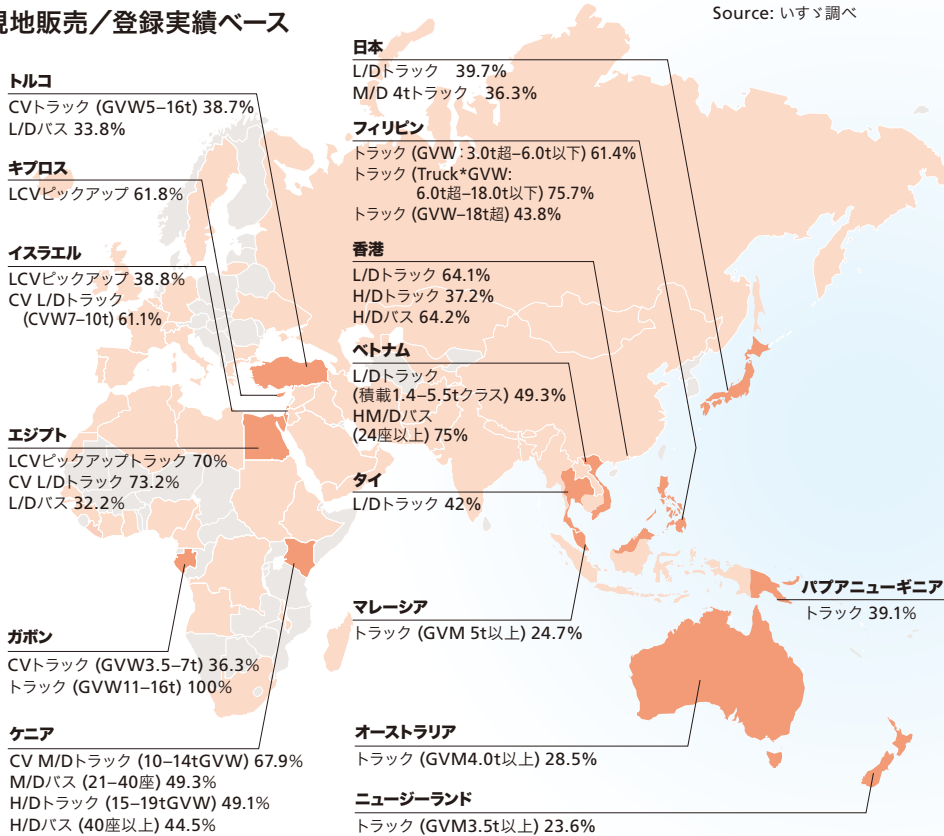 現地販売／登録実績ベース
Source: いすゞ調べ
トルコ
CVトラック (GVW5–16t) 38.7%
L/Dバス 33.8%
キプロス
LCVピックアップ 61.8%
イスラエル
LCVピックアップ 38.8%
CV L/Dトラック
(CVW7–10t) 61.1%
エジプト
LCVピックアップトラック 70%
CV L/Dトラック 73.2%
L/Dバス 32.2%
ガボン
CVトラック (GVW3.5–7t) 36.3%
トラック (GVW11–16t) 100%
ケニア
CV M/Dトラック (10–14tGVW) 67.9%
M/Dバス (21–40座) 49.3%
H/Dトラック (15–19tGVW) 49.1%
H/Dバス (40座以上) 44.5%
日本
L/Dトラック 39.7%
M/D 4tトラック 36.3%
フィリピン
トラック (GVW：3.0t超–6.0t以下) 61.4%
トラック (Truck*GVW:
6.0t超–18.0t以下) 75.7%
トラック (GVW–18t超) 43.8%
香港
L/Dトラック 64.1%
H/Dトラック 37.2%
H/Dバス 64.2%
ベトナム
L/Dトラック
(積載1.4–5.5tクラス) 49.3%
HM/Dバス
(24座以上) 75%
タイ
L/Dトラック 42%
マレーシア
トラック (GVM 5t以上) 24.7%
パプアニューギニア
トラック 39.1%
オーストラリア
トラック (GVM4.0t以上) 28.5%
ニュージーランド
トラック (GVM3.5t以上) 23.6%